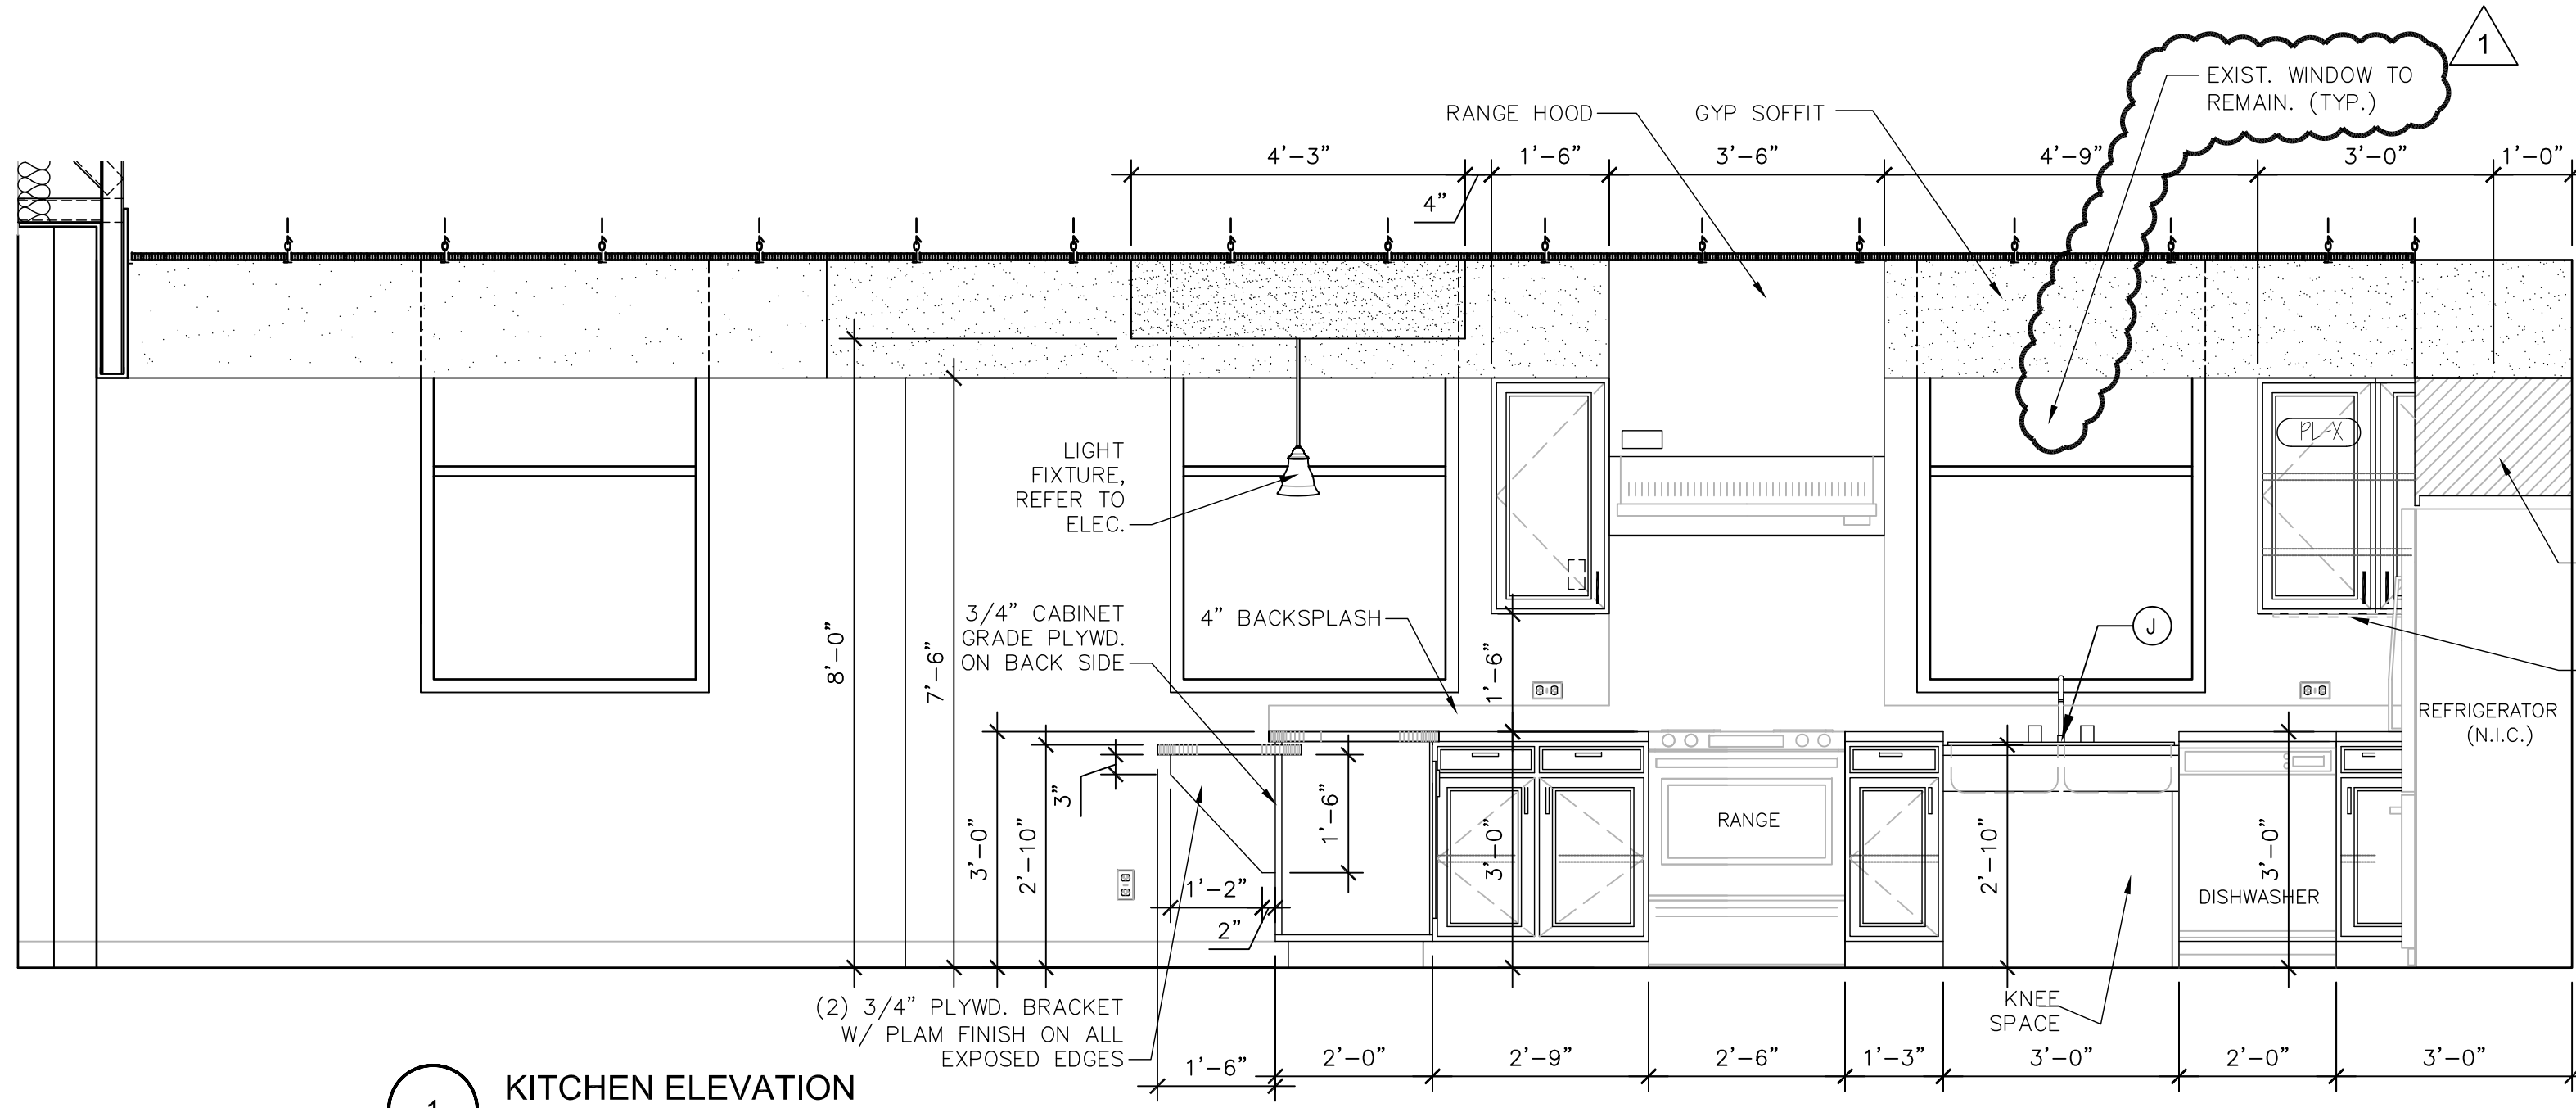 1
EXIST. WINDOW TO
REMAIN. (TYP.)
RANGE HOOD
GYP SOFFIT
4'-3"
4"
1'-6"
3'-6"
4'-9"
3'-0"
1'-0"
LIGHT
FIXTURE,
REFER TO
ELEC.
PL-X
3/4" CABINET
GRADE PLYWD.
ON BACK SIDE
4" BACKSPLASH
J
8'-0"
7'-6"
1'-6"
REFRIGERATOR
(N.I.C.)
3"
3'-0"
2'-10"
1'-6"
3'-0"
RANGE
2'-10"
3'-0"
DISHWASHER
1'-2"
2"
KNEE
SPACE
(2) 3/4" PLYWD. BRACKET
W/ PLAM FINISH ON ALL
EXPOSED EDGES
1'-6"
2'-0"
2'-9"
2'-6"
1'-3"
3'-0"
2'-0"
3'-0"
1
KITCHEN ELEVATION